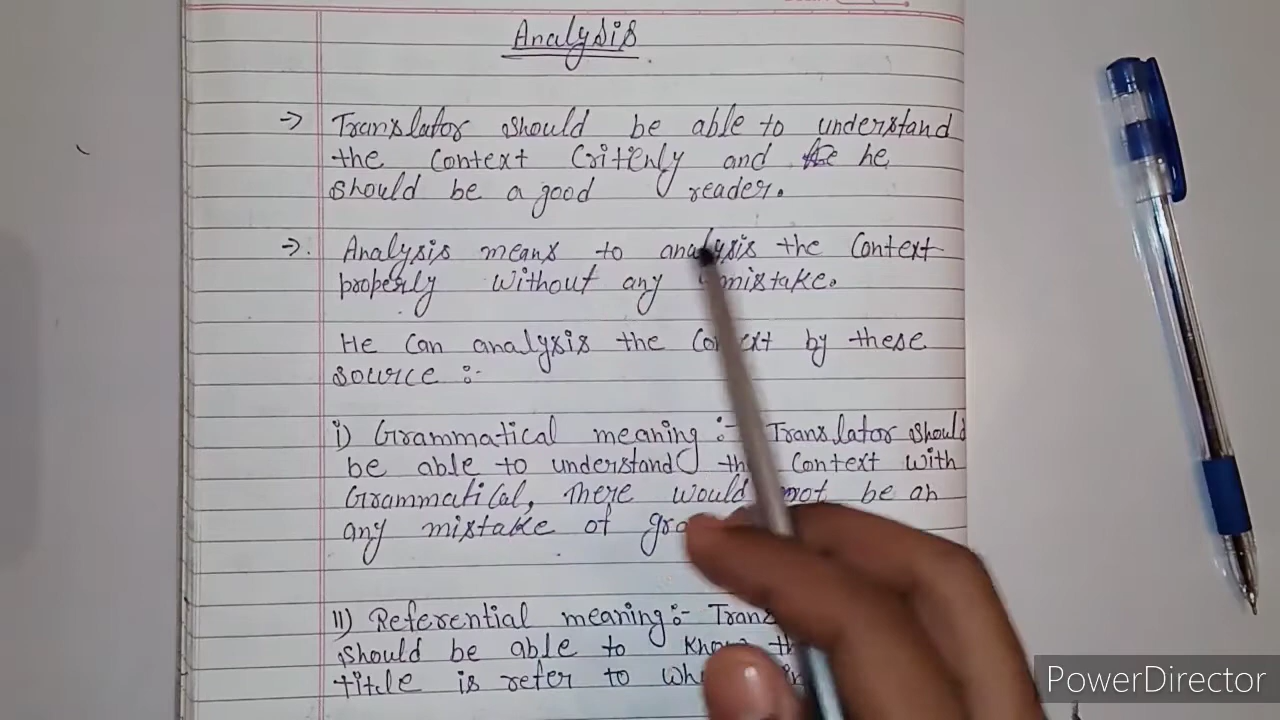 Analysis
→ Translator should be able to understand
the context critienly and he
should be a good reader.
→. Analysis means to analysis the context
properly without any mistake.
He can analysis the context by these
source :-
i) Grammatical meaning :- Translator should
be able to understand the context with
Grammatical, There would not be an
any mistake of
II) Referential meaning :-
should be able to know
title is refer to
PowerDirector